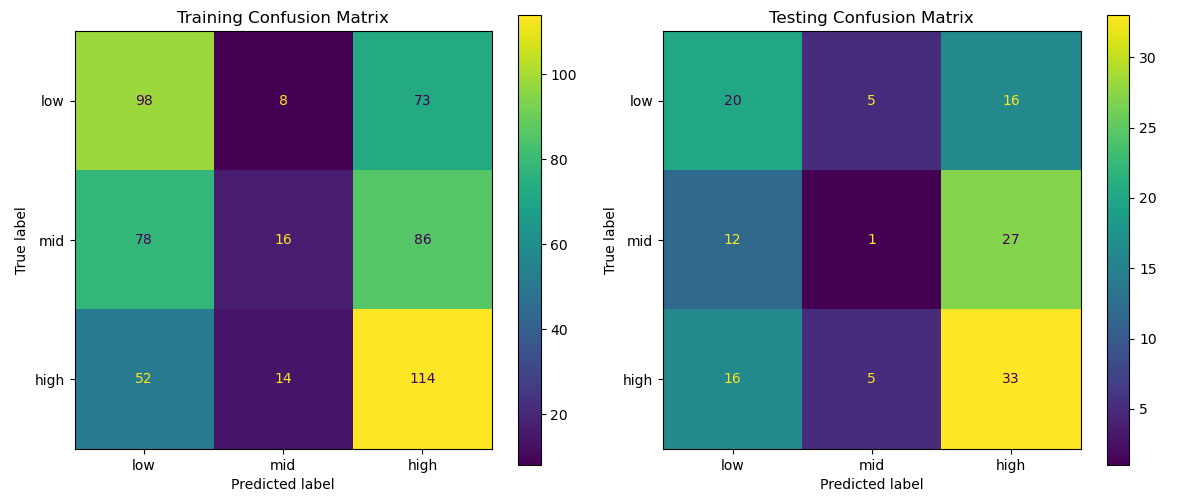 Training Confusion Matrix
True label
low 98 8 73
mid 78 16 86
high 52 14 114
low mid high
Predicted label
100
80
60
40
20
Testing Confusion Matrix
True label
low 20 5 16
mid 12 1 27
high 16 5 33
low mid high
Predicted label
30
25
20
15
10
5